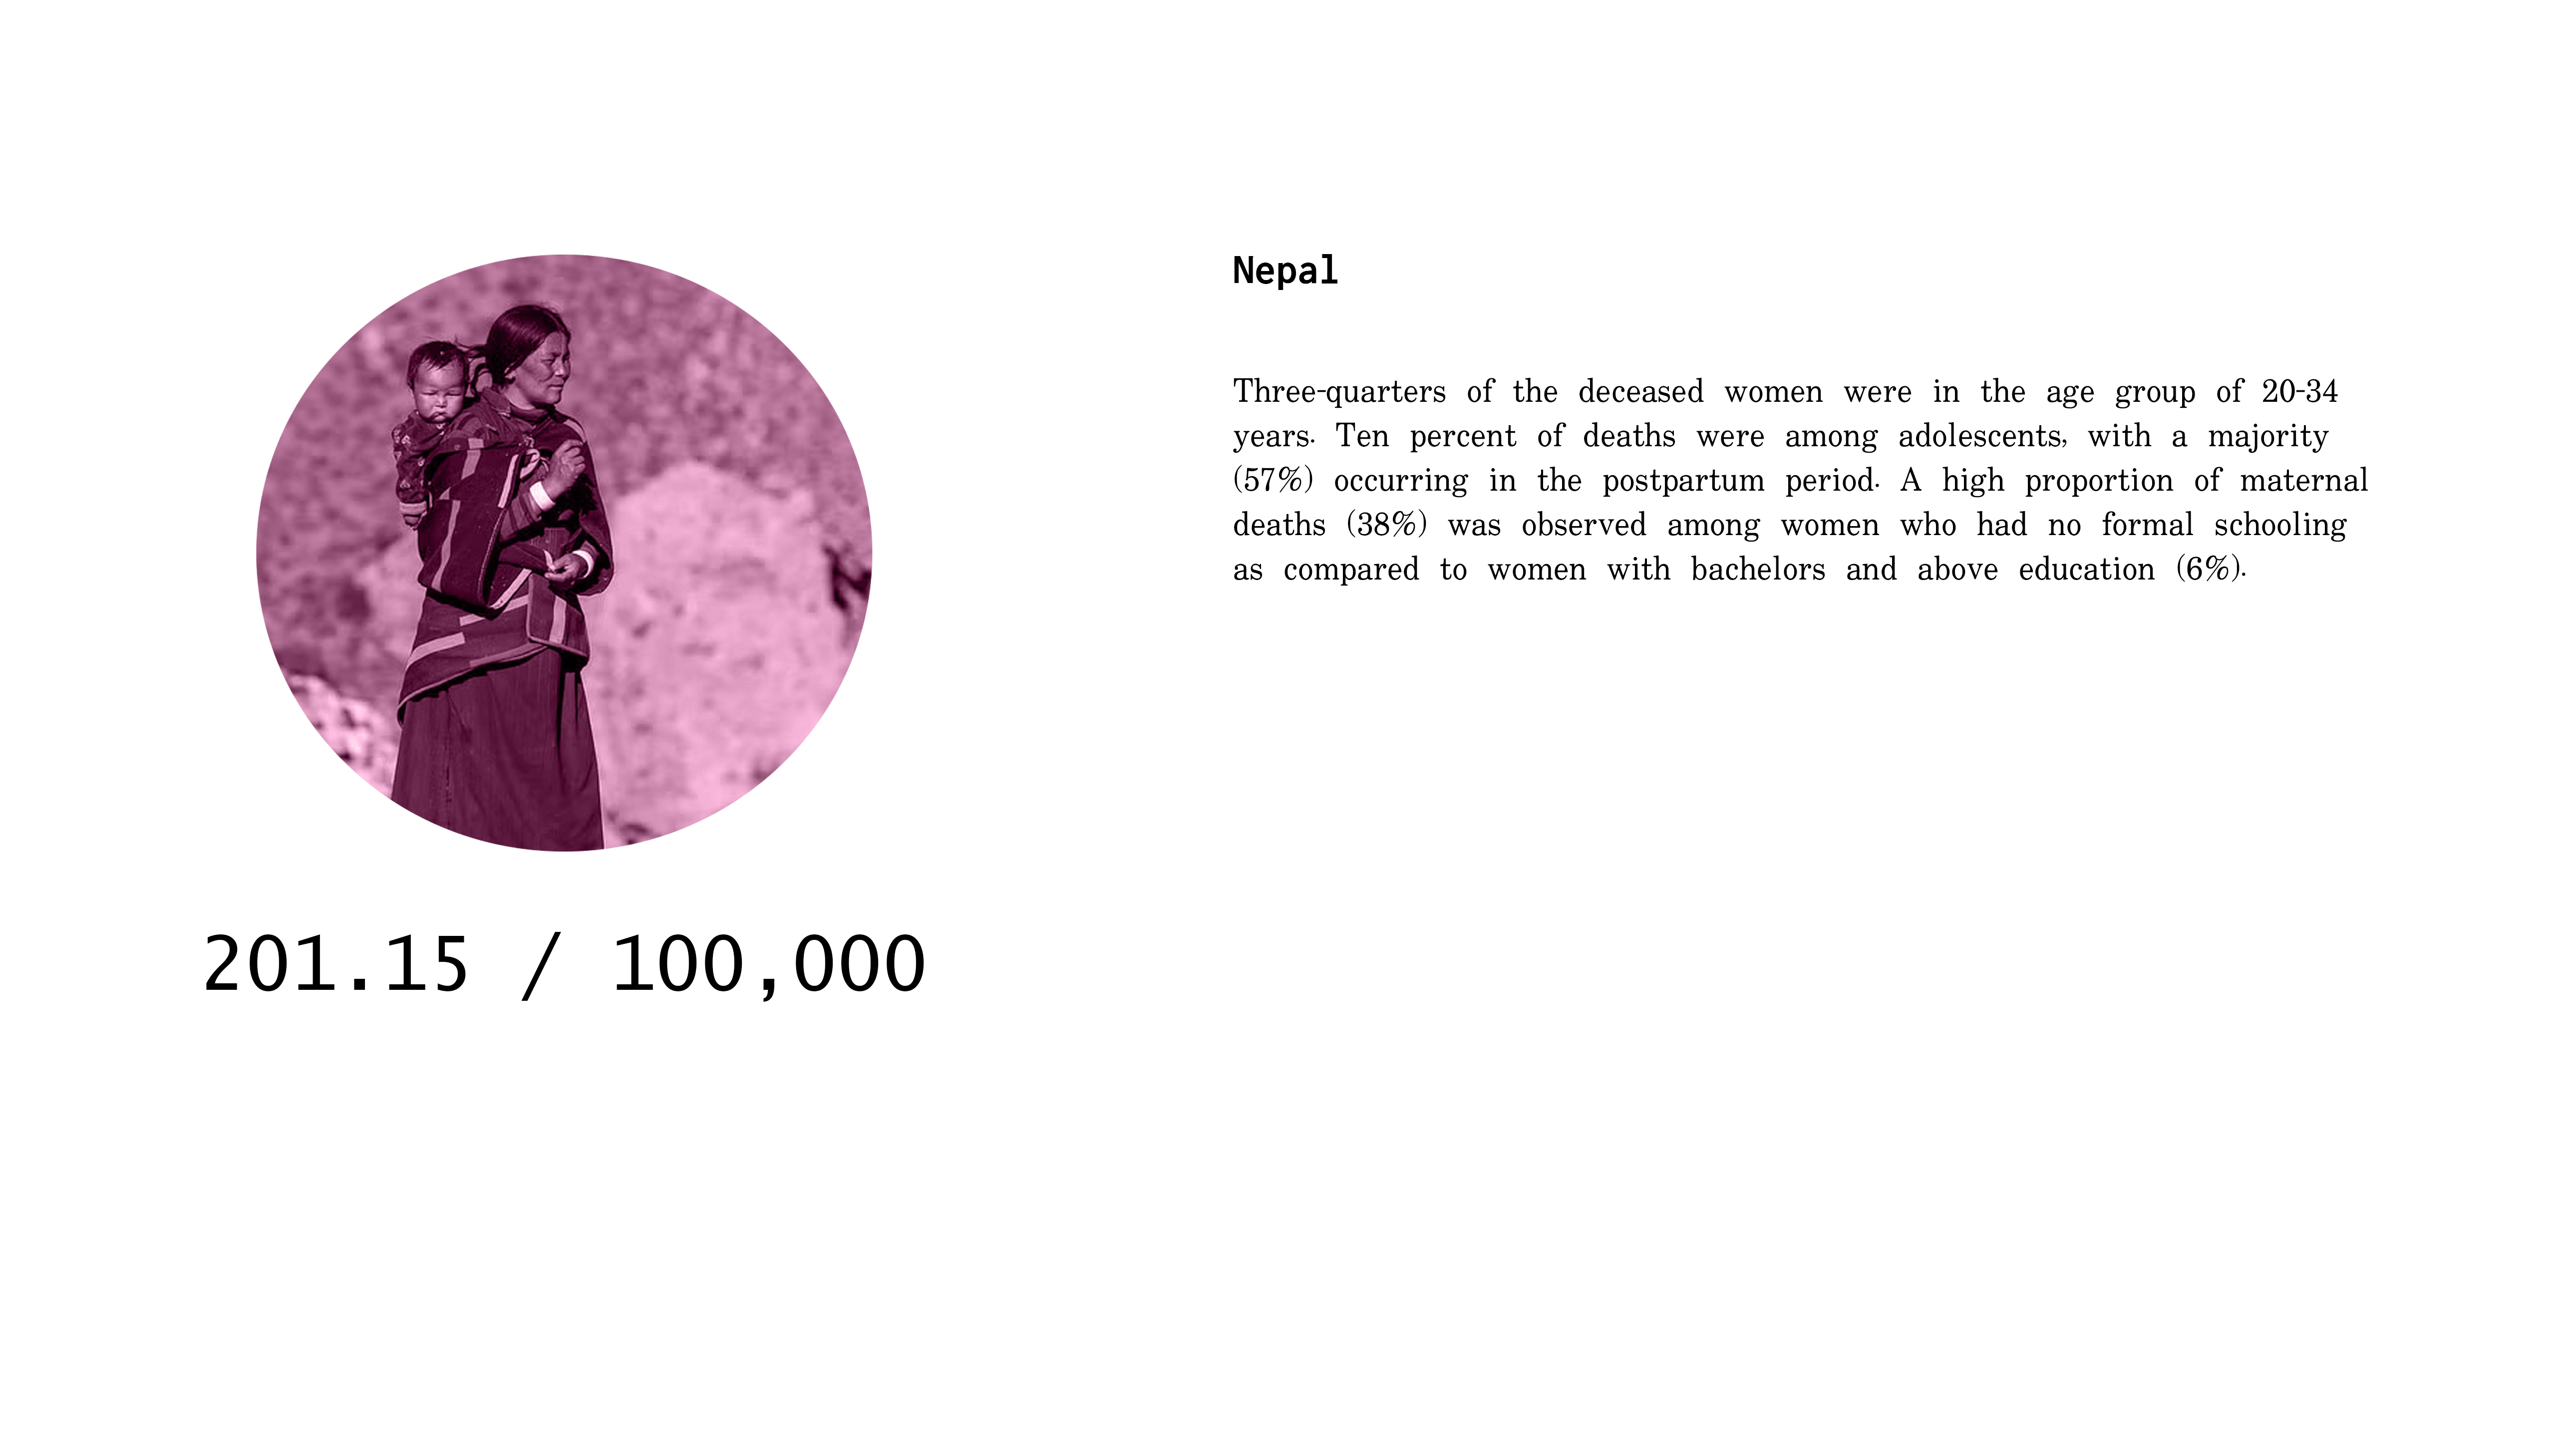 Nepal
Three-quarters of the deceased women were in the age group of 20-34
years. Ten percent of deaths were among adolescents, with a majority
(57%) occurring in the postpartum period. A high proportion of maternal
deaths (38%) was observed among women who had no formal schooling
as compared to women with bachelors and above education (6%).
201.15 / 100,000